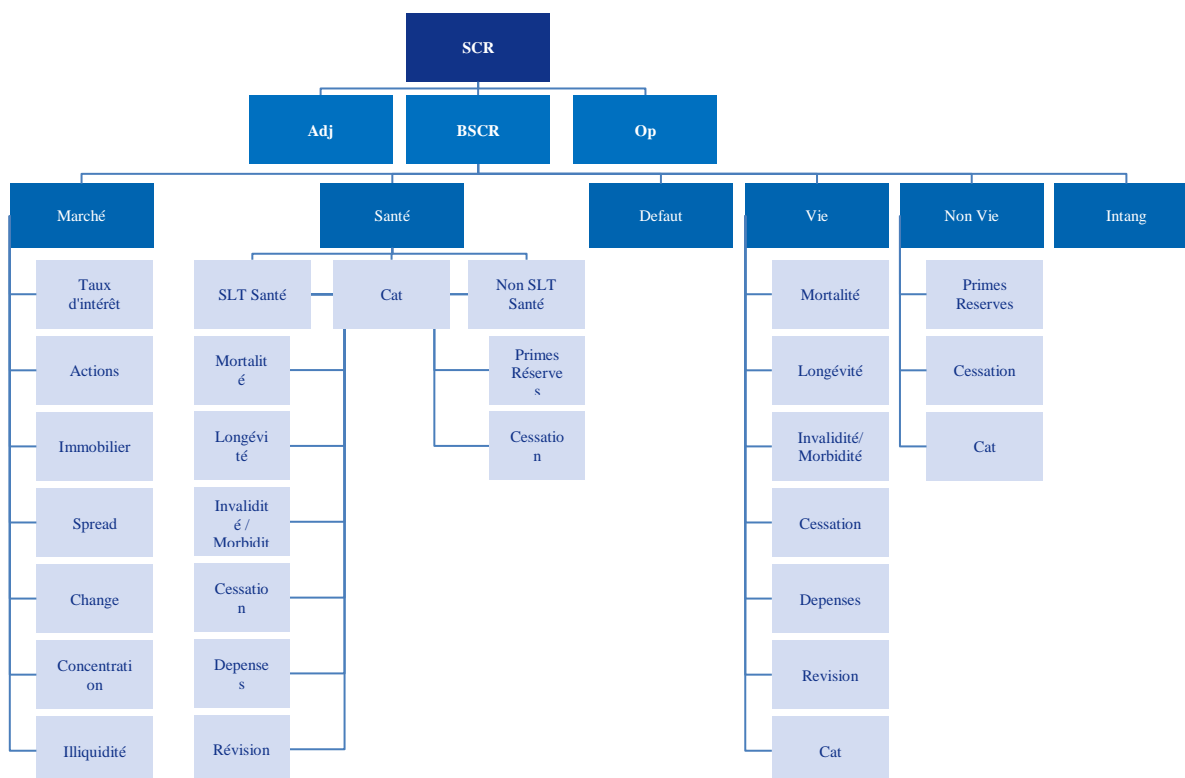 SCR
Adj
BSCR
Op
Marché
Santé
Defaut
Vie
Non Vie
Intang
Taux
d'intérêt
SLT Santé
Cat
Non SLT
Santé
Mortalité
Primes
Reserves
Actions
Mortalit
é
Primes
Réserve
s
Longévité
Cessation
Immobilier
Longévi
té
Cessatio
n
Invalidité/
Morbidité
Cat
Spread
Invalidit
é /
Morbidit
Cessation
Change
Cessatio
n
Depenses
Concentrati
on
Depense
s
Revision
Illiquidité
Révision
Cat